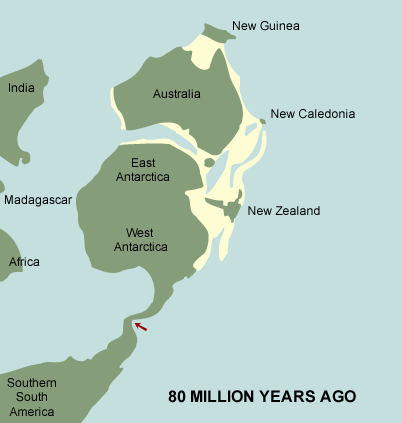 New Guinea
India
Australia
New Caledonia
East
Antarctica
Madagascar
New Zealand
West
Antarctica
Africa
Southern
South
America
80 MILLION YEARS AGO